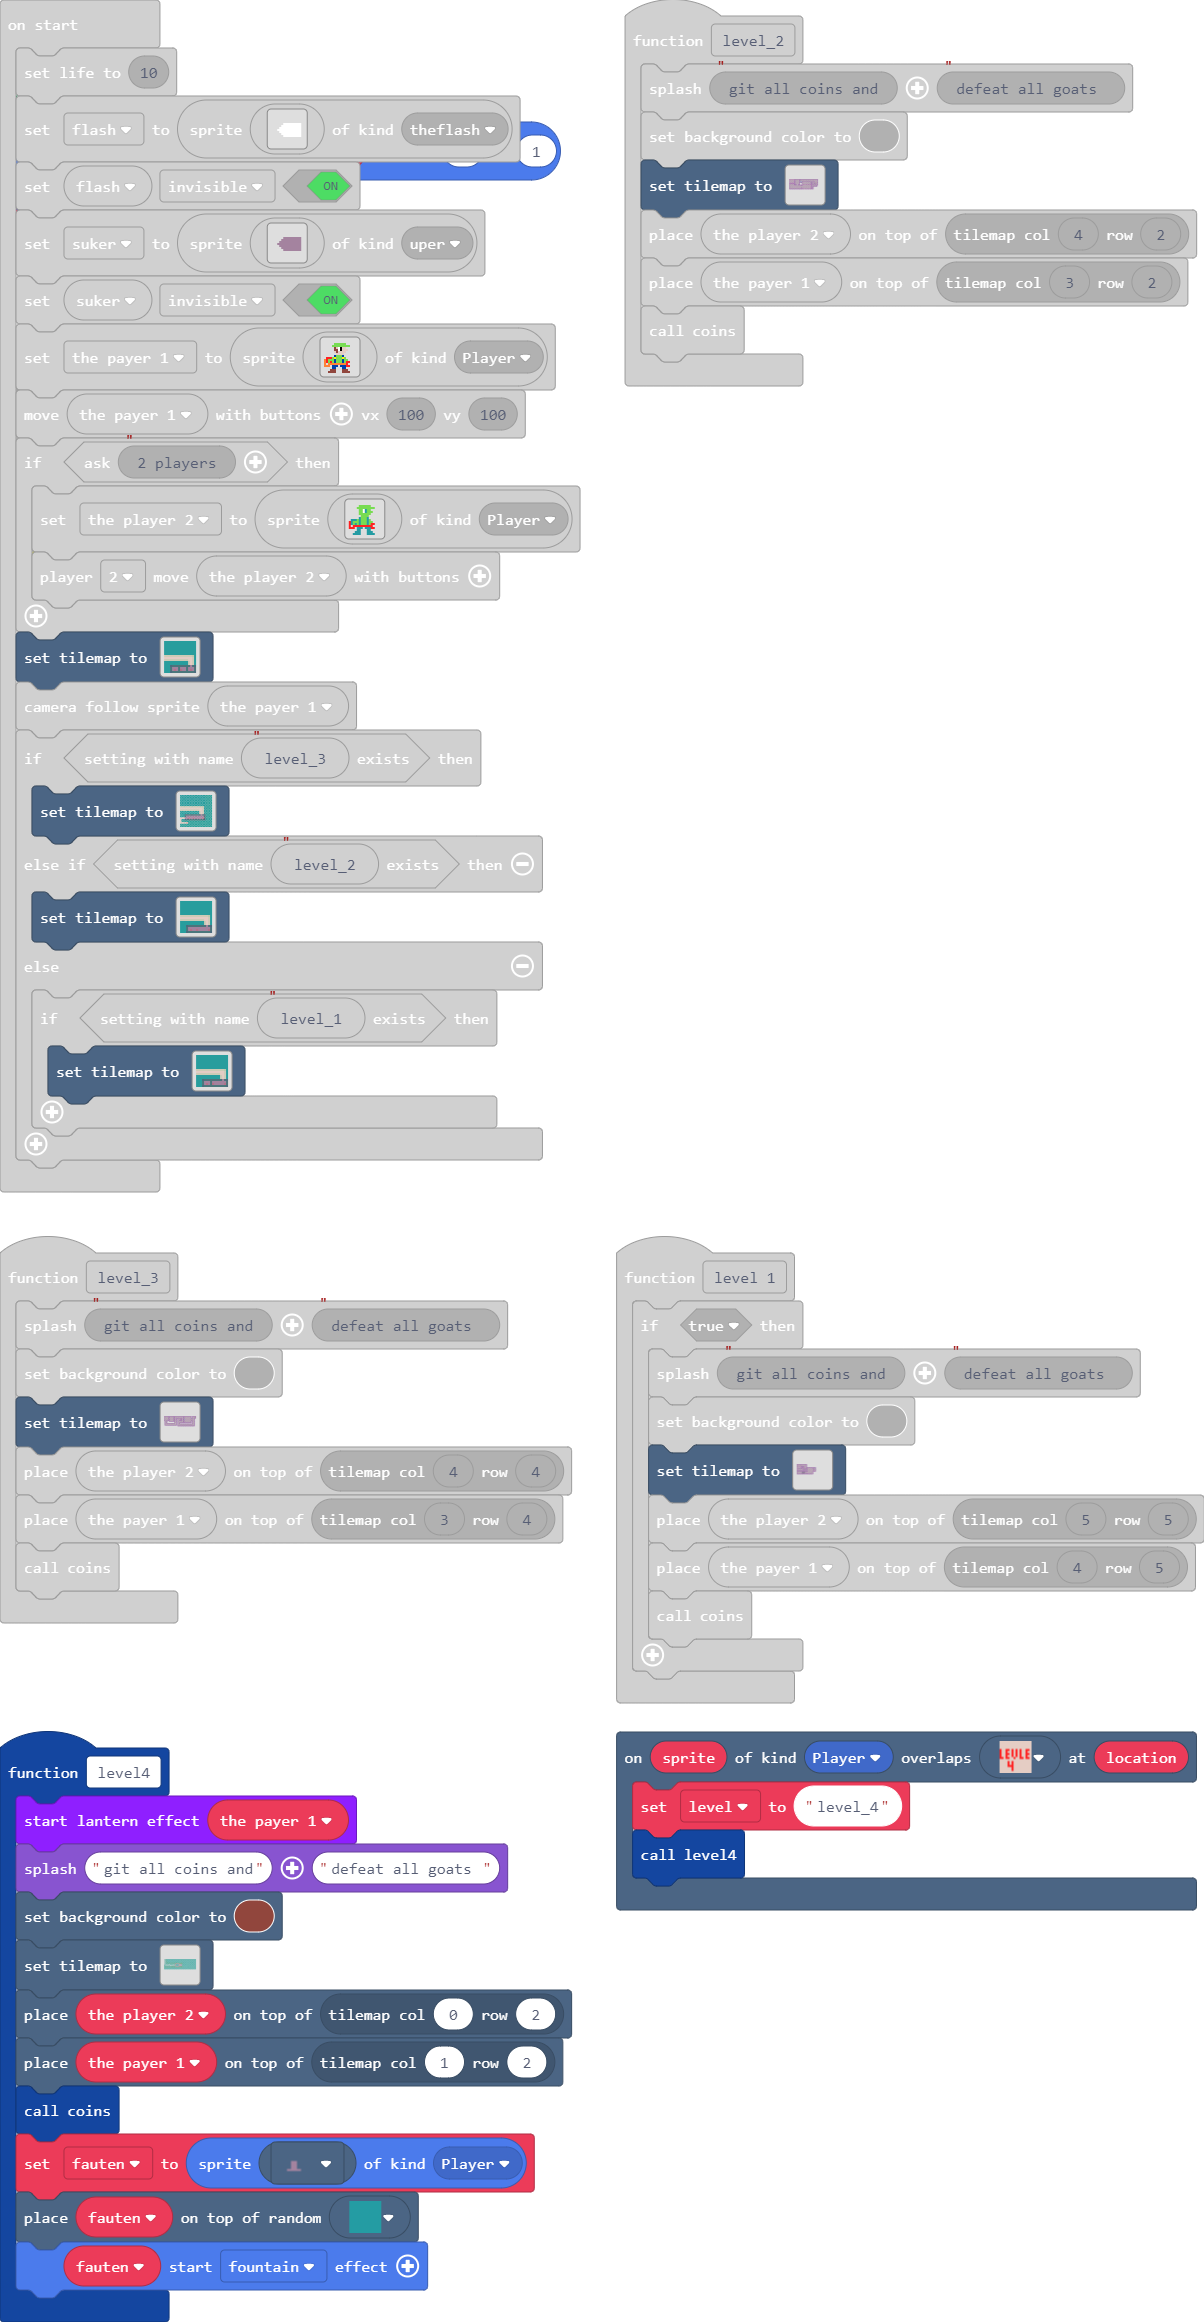 on start
set life to 10
set flash to sprite of kind theflash
1
set flash invisible ON
set suker to sprite of kind uper
set suker invisible ON
set the payer 1 to sprite of kind Player
move the payer 1 with buttons vx 100 vy 100
if ask "2 players then
set the player 2 to sprite of kind Player
player 2 move the player 2 with buttons
set tilemap to
camera follow sprite the payer 1
if setting with name "level_3 exists then
set tilemap to
else if setting with name "level_2 exists then
set tilemap to
else
if setting with name "level_1 exists then
set tilemap to
function level_2
splash "git all coins and "defeat all goats
set background color to
set tilemap to
place the player 2 on top of tilemap col 4 row 2
place the payer 1 on top of tilemap col 3 row 2
call coins
function level_3
splash "git all coins and "defeat all goats
set background color to
set tilemap to
place the player 2 on top of tilemap col 4 row 4
place the payer 1 on top of tilemap col 3 row 4
call coins
function level 1
if true then
splash "git all coins and "defeat all goats
set background color to
set tilemap to
place the player 2 on top of tilemap col 5 row 5
place the payer 1 on top of tilemap col 4 row 5
call coins
function level4
start lantern effect the payer 1
splash "git all coins and" "defeat all goats "
set background color to
set tilemap to
place the player 2 on top of tilemap col 0 row 2
place the payer 1 on top of tilemap col 1 row 2
call coins
set fauten to sprite of kind Player
place fauten on top of random
fauten start fountain effect
on sprite of kind Player overlaps LEVLE 4 at location
set level to "level_4"
call level4